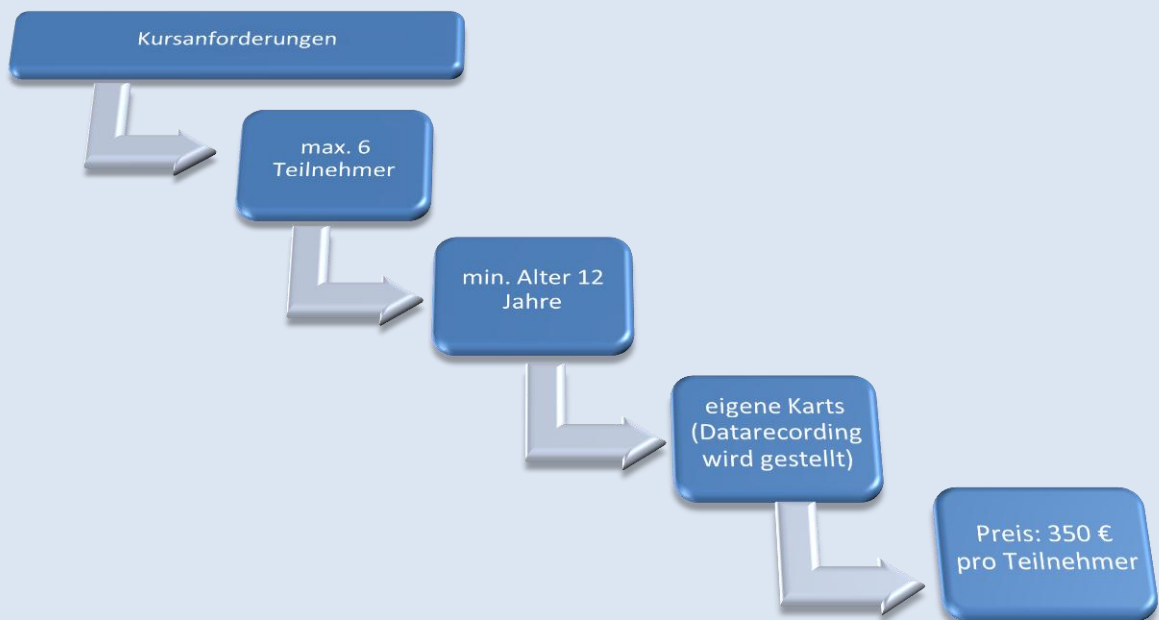 Kursanforderungen
max. 6
Teilnehmer
min. Alter 12
Jahre
eigene Karts
(Datarecording
wird gestellt)
Preis: 350 €
pro Teilnehmer